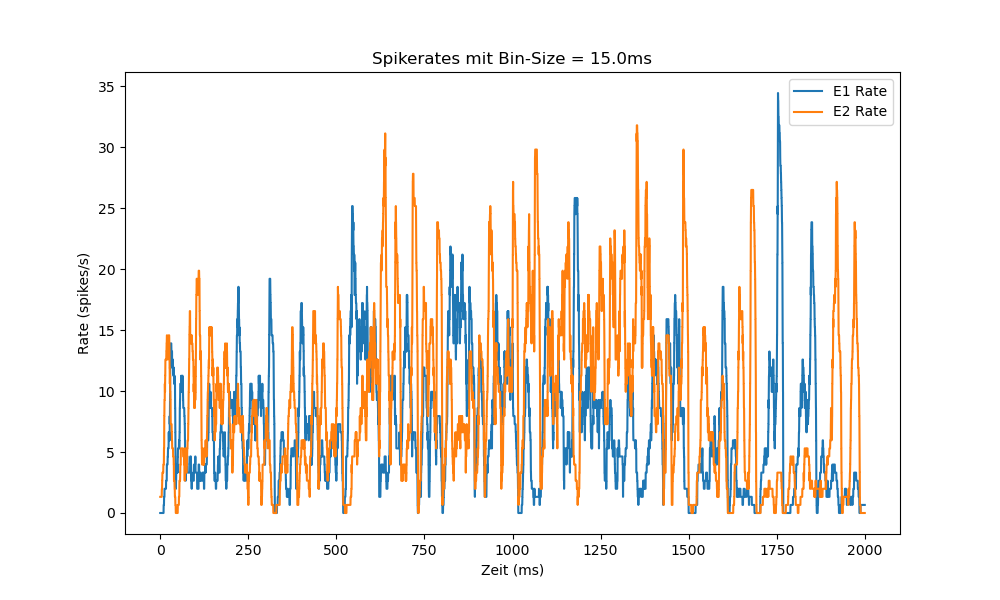 Spikerates mit Bin-Size = 15.0ms
35
30
25
20
15
10
5
0
Rate (spikes/s)
E1 Rate
E2 Rate
0 250 500 750 1000 1250 1500 1750 2000
Zeit (ms)